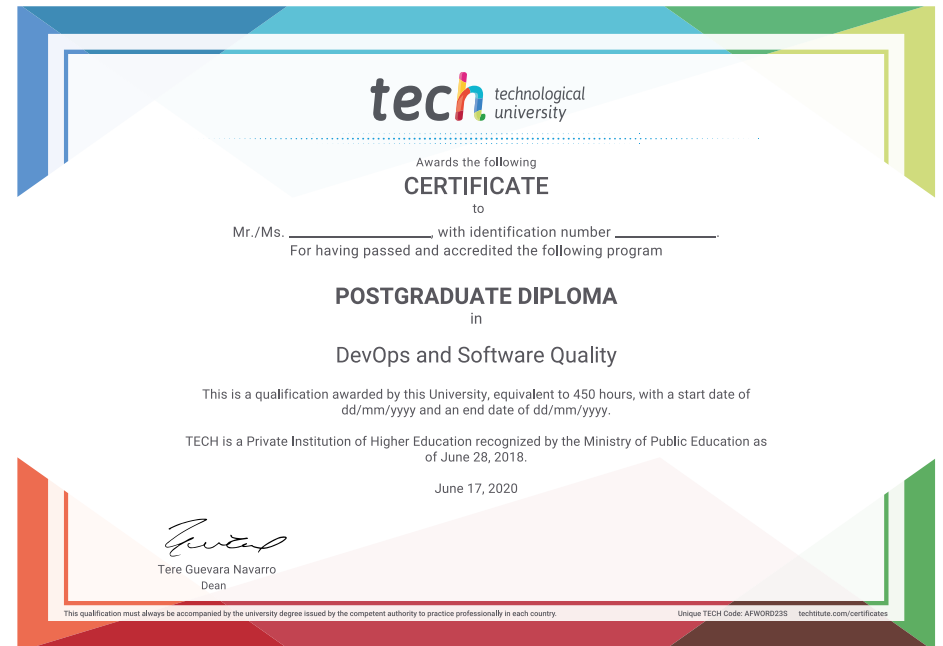 tech technological
university
Awards the following
CERTIFICATE
to
Mr./Ms. ________________, with identification number ____________.
For having passed and accredited the following program
POSTGRADUATE DIPLOMA
in
DevOps and Software Quality
This is a qualification awarded by this University, equivalent to 450 hours, with a start date of
dd/mm/yyyy and an end date of dd/mm/yyyy.
TECH is a Private Institution of Higher Education recognized by the Ministry of Public Education as
of June 28, 2018.
June 17, 2020
Tere Guevara Navarro
Dean
This qualification must always be accompanied by the university degree issued by the competent authority to practice professionally in each country. Unique TECH Code: AFWORD23S techtitute.com/certificates